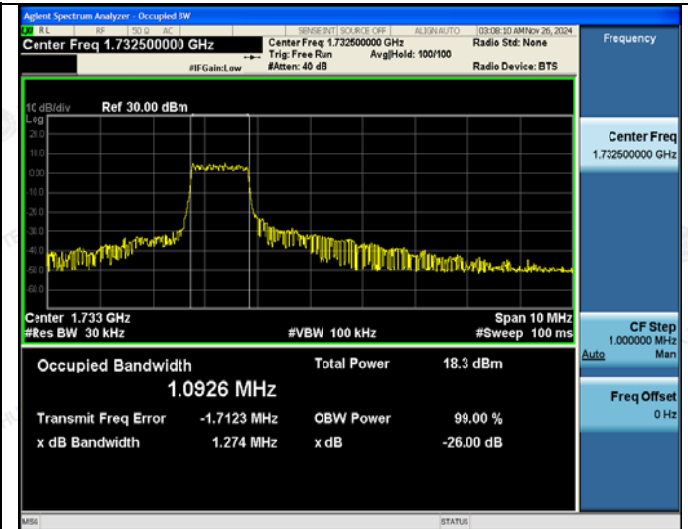 Agilent Spectrum Analyzer - Occupied BW
RL RF 50 Ω AC SENSE:INT SOURCE OFF ALIGN AUTO 03:08:10 AM Nov 26, 2024
Center Freq 1.732500000 GHz
Center Freq: 1.732500000 GHz
Radio Std: None
Trig: Free Run Avg|Hold: 100/100
#IFGain:Low #Atten: 40 dB Radio Device: BTS
10 dB/div Ref 30.00 dBm
Log
20.0
10.0
0.00
-10.0
-20.0
-30.0
-40.0
-50.0
-60.0
Center 1.733 GHz Span 10 MHz
#Res BW 30 kHz #VBW 100 kHz #Sweep 100 ms
Occupied Bandwidth Total Power 18.3 dBm
1.0926 MHz
Transmit Freq Error -1.7123 MHz OBW Power 99.00 %
x dB Bandwidth 1.274 MHz x dB -26.00 dB
Frequency
Center Freq
1.732500000 GHz
CF Step
1.000000 MHz
Auto Man
Freq Offset
0 Hz
MSG STATUS